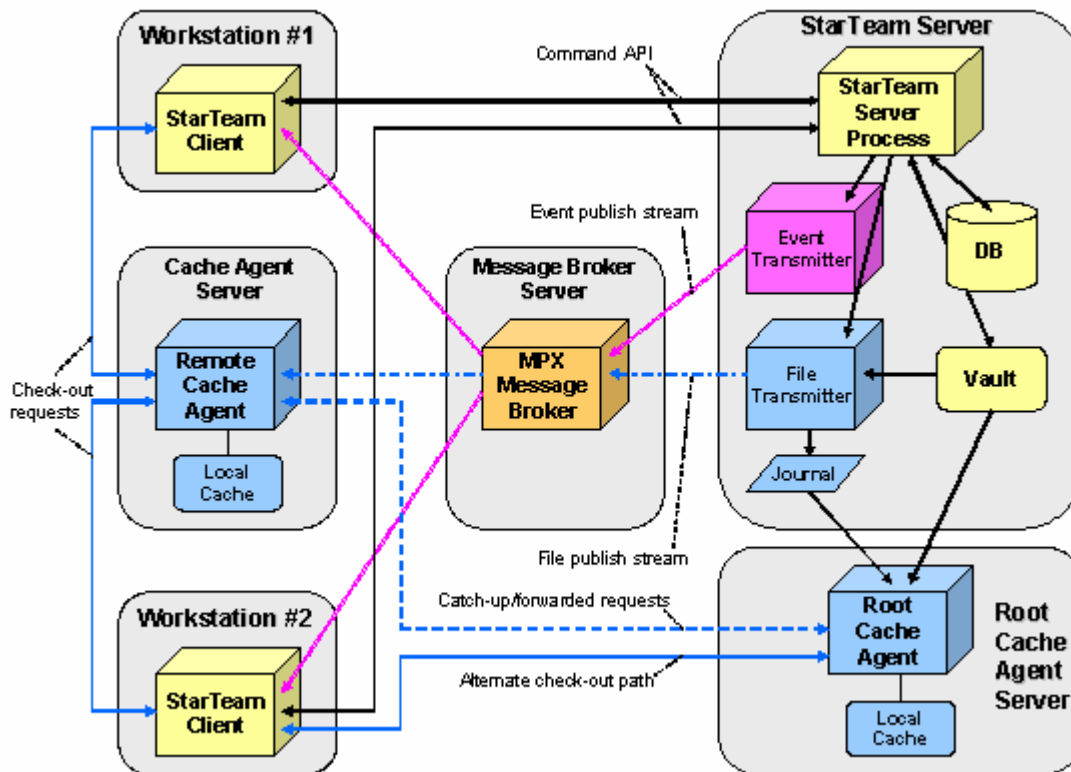 Workstation #1
StarTeam
Client
Command API
StarTeam Server
StarTeam
Server
Process
Event publish stream
Event
Transmitter
DB
Cache Agent
Server
Remote
Cache
Agent
Local
Cache
Check-out
requests
Message Broker
Server
MPX
Message
Broker
File
Transmitter
Vault
Journal
File publish stream
Workstation #2
StarTeam
Client
Catch-up/forwarded requests
Alternate check-out path
Root
Cache
Agent
Local
Cache
Root
Cache
Agent
Server